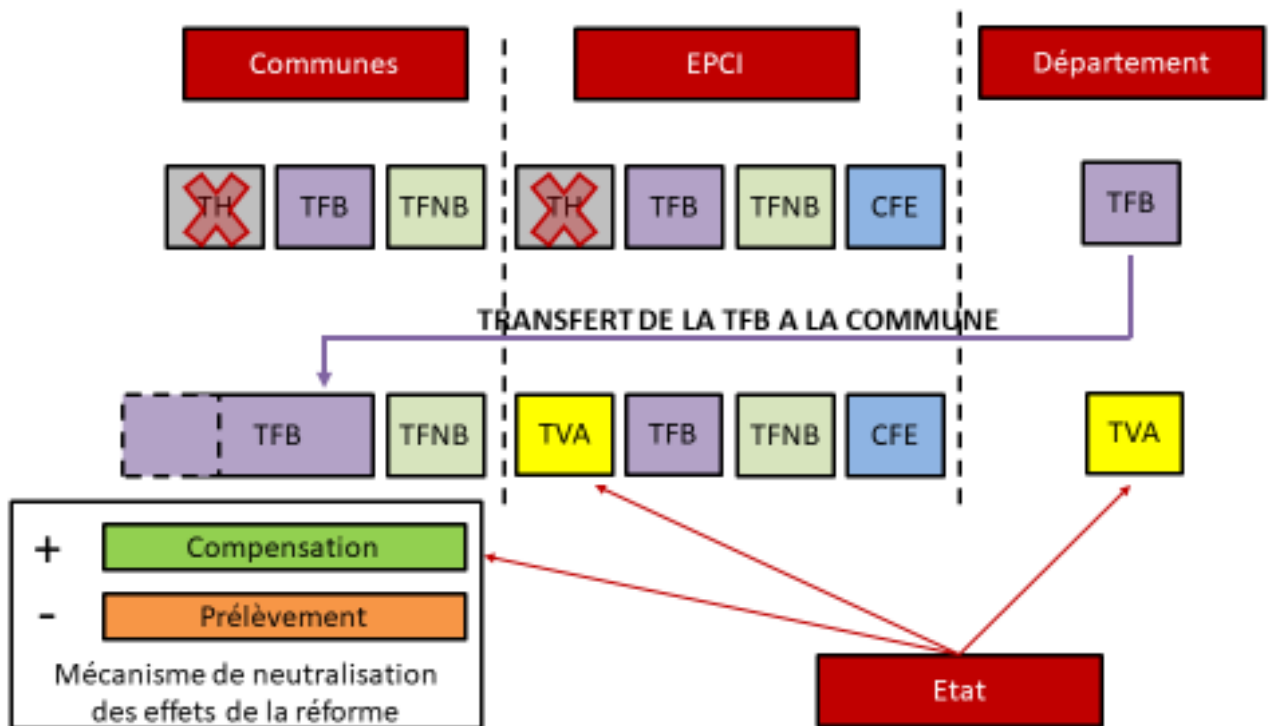 Communes
EPCI
Département
TH
TFB
TFNB
TH
TFB
TFNB
CFE
TFB
TRANSFERT DE LA TFB A LA COMMUNE
TFB
TFNB
TVA
TFB
TFNB
CFE
TVA
+
Compensation
-
Prélèvement
Mécanisme de neutralisation
des effets de la réforme
Etat